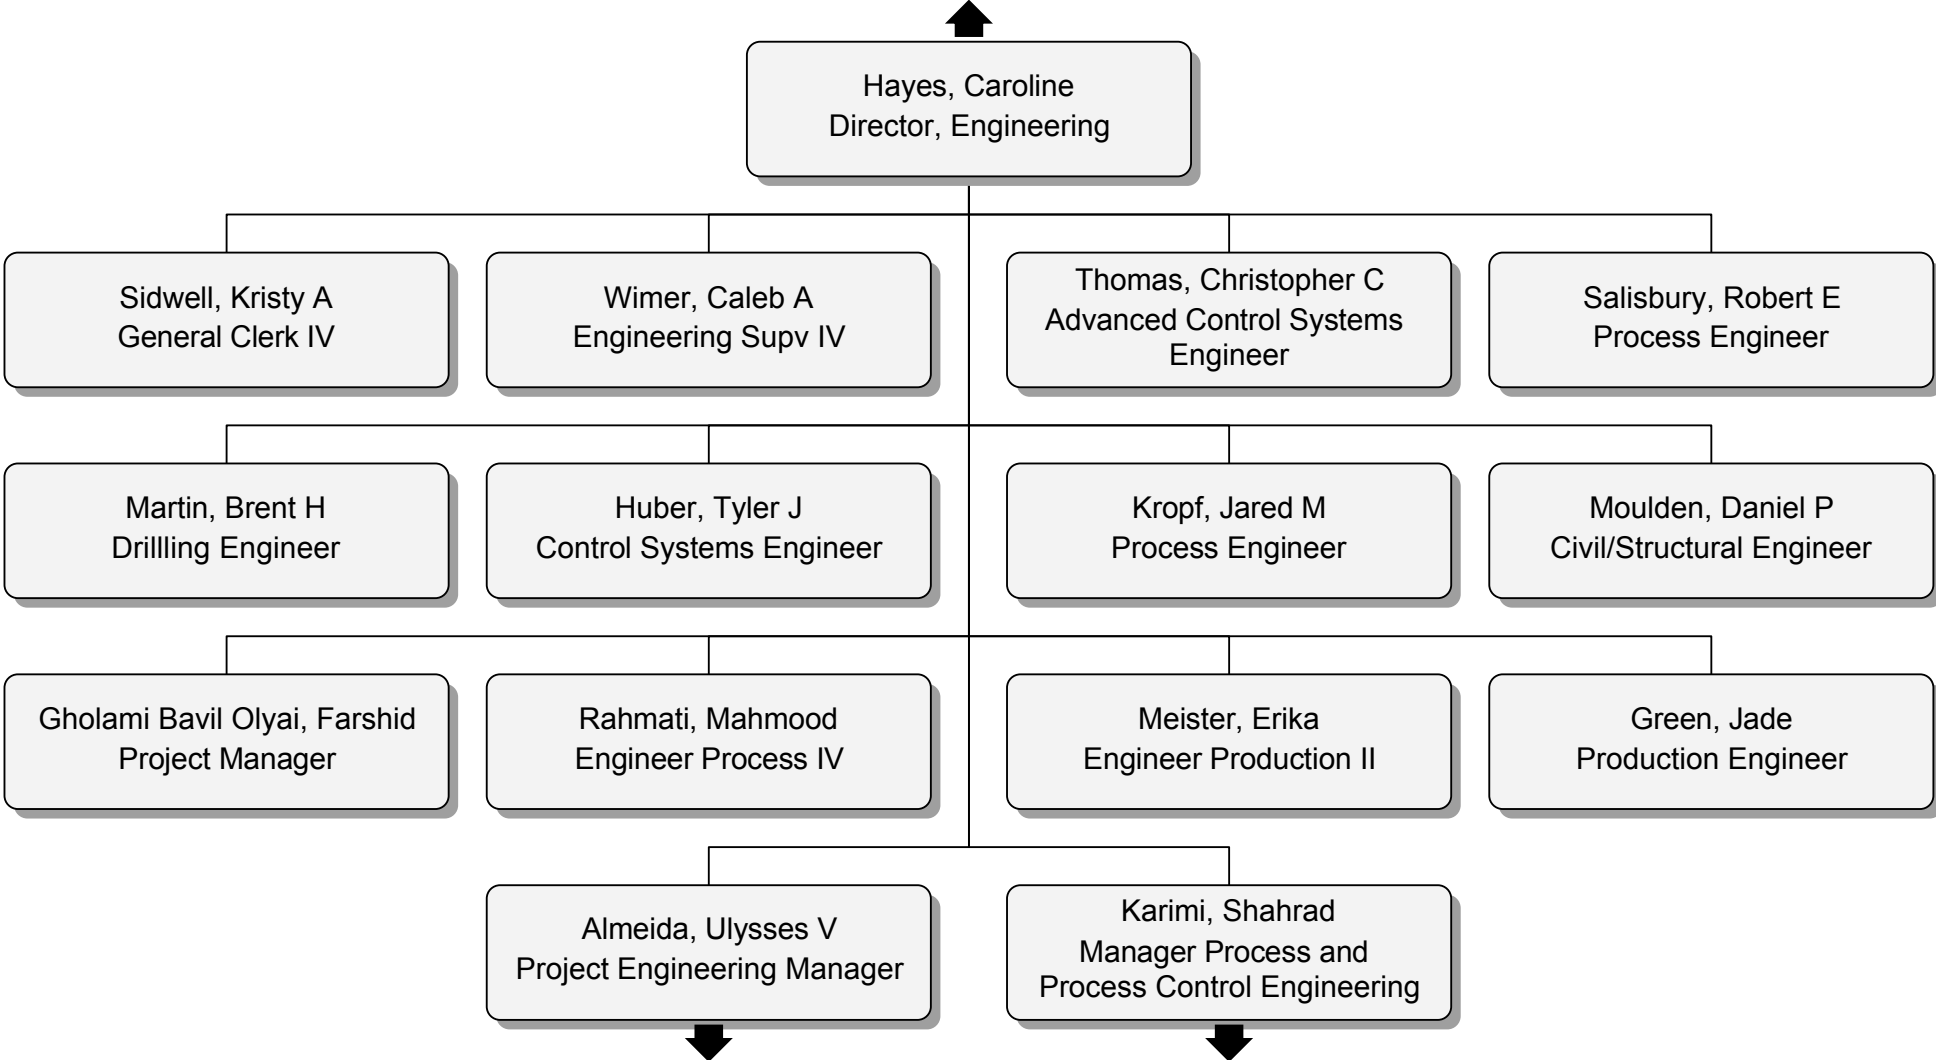 Hayes, Caroline
Director, Engineering
Sidwell, Kristy A
General Clerk IV
Wimer, Caleb A
Engineering Supv IV
Thomas, Christopher C
Advanced Control Systems
Engineer
Salisbury, Robert E
Process Engineer
Martin, Brent H
Drillling Engineer
Huber, Tyler J
Control Systems Engineer
Kropf, Jared M
Process Engineer
Moulden, Daniel P
Civil/Structural Engineer
Gholami Bavil Olyai, Farshid
Project Manager
Rahmati, Mahmood
Engineer Process IV
Meister, Erika
Engineer Production II
Green, Jade
Production Engineer
Almeida, Ulysses V
Project Engineering Manager
Karimi, Shahrad
Manager Process and
Process Control Engineering